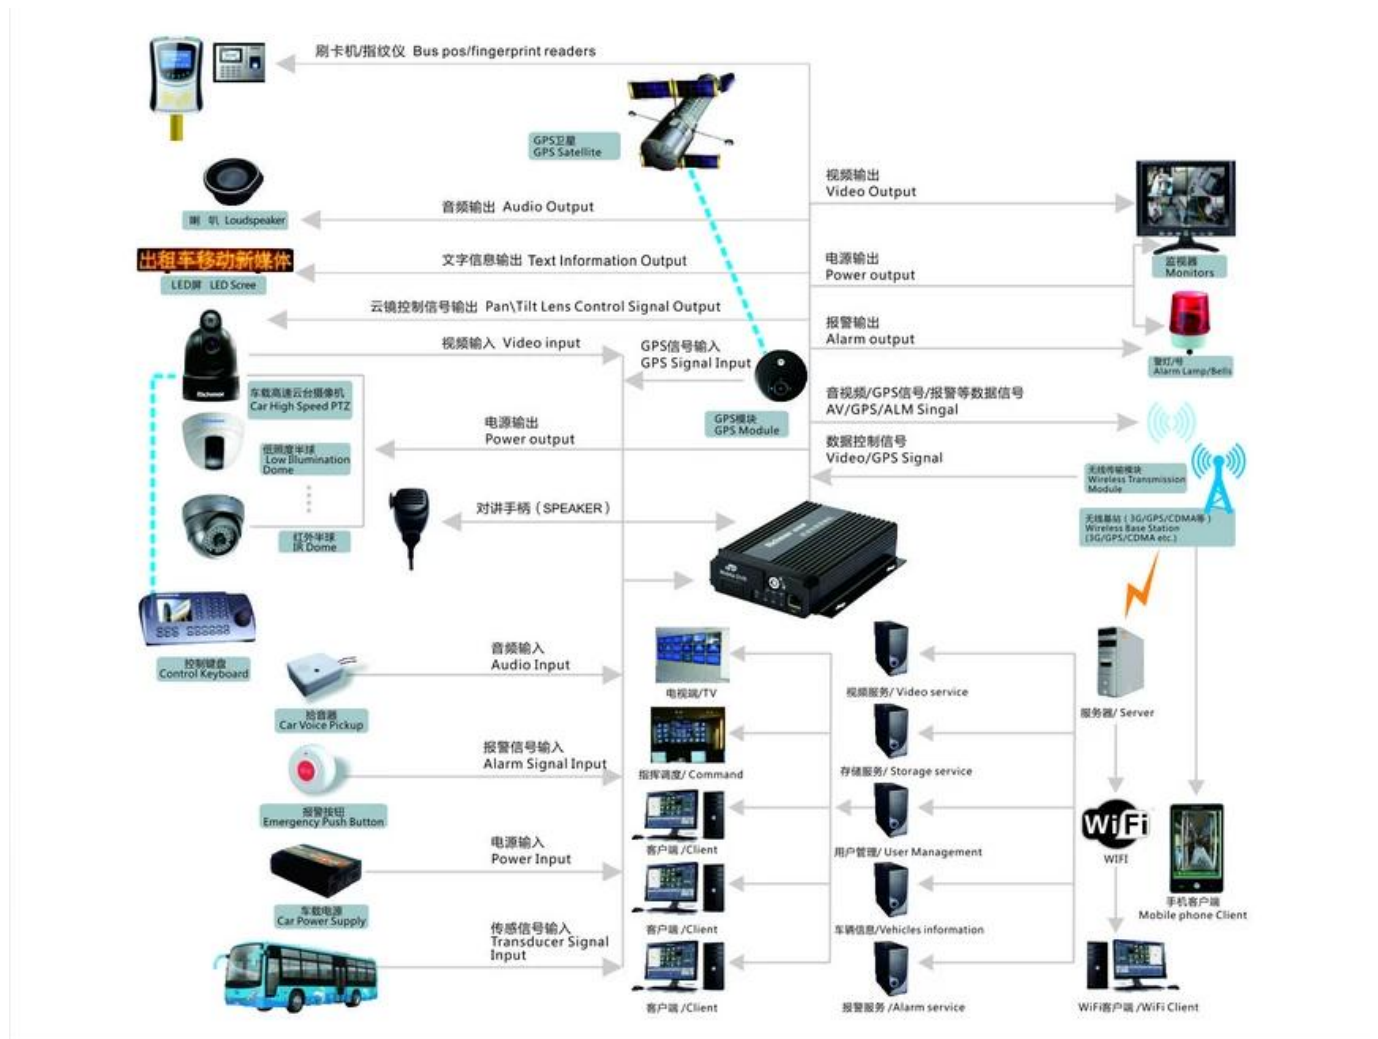 刷卡机/指纹仪 Bus pos/fingerprint readers
GPS卫星
GPS Satellite
视频输出
Video Output
喇 叭 Loudspeaker
音频输出 Audio Output
出租车移动新媒体
LED屏 LED Scree
文字信息输出 Text Information Output
电源输出
Power output
监视器
Monitors
云镜控制信号输出 Pan\Tilt Lens Control Signal Output
报警输出
Alarm output
视频输入 Video input
GPS信号输入
GPS Signal Input
警灯/号
Alarm Lamp/Bells
Richmor
车载高速云台摄像机
Car High Speed PTZ
音视频/GPS信号/报警等数据信号
AV/GPS/ALM Singal
GPS模块
GPS Module
电源输出
Power output
数据控制信号
Video/GPS Signal
低照度半球
Low Illumination
Dome
无线传输模块
Wireless Transmission
Module
对讲手柄（SPEAKER）
无线基站（3G/GPS/CDMA等）
Wireless Base Station
(3G/GPS/CDMA etc.)
红外半球
IR Dome
控制键盘
Control Keyboard
音频输入
Audio Input
电视端/TV
视频服务/ Video service
服务器/ Server
拾音器
Car Voice Pickup
报警信号输入
Alarm Signal Input
指挥调度/ Command
存储服务/ Storage service
报警按钮
Emergency Push Button
WiFi
WIFI
电源输入
Power Input
客户端 /Client
用户管理/ User Management
手机客户端
Mobile phone Client
车载电源
Car Power Supply
传感信号输入
Transducer Signal
Input
客户端 /Client
车辆信息/Vehicles information
客户端 /Client
报警服务 /Alarm service
WiFi客户端 /WiFi Client